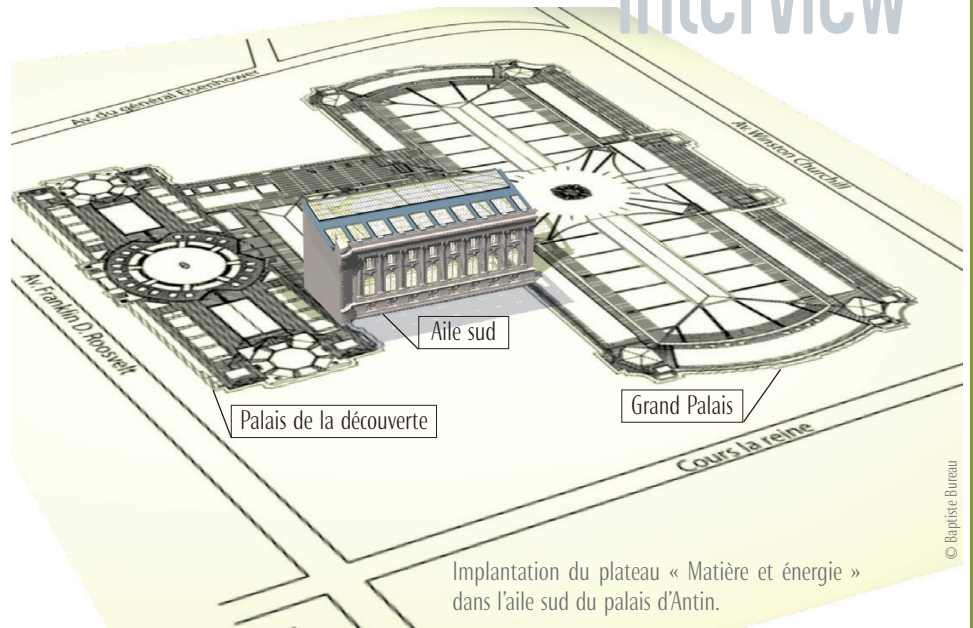 Interview
Av. du général Eisenhower
Av. Winston Churchill
Av. Franklin D Roosvelt
Aile sud
Palais de la découverte
Grand Palais
Cours la reine
© Baptiste Bureau
Implantation du plateau « Matière et énergie »
dans l'aile sud du palais d'Antin.